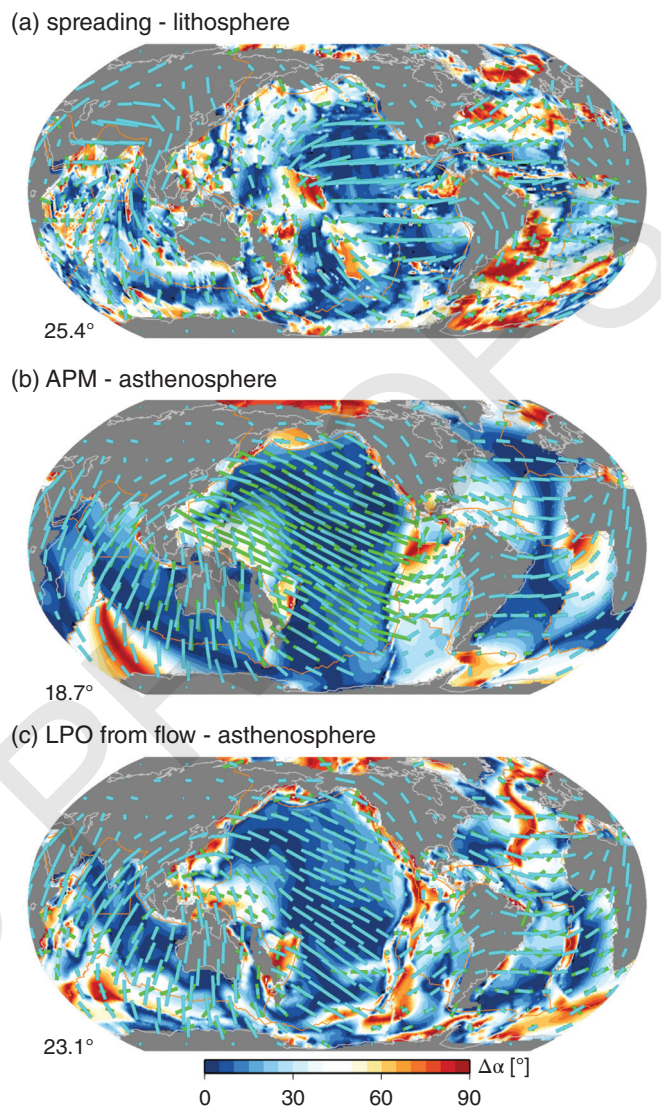 (a) spreading - lithosphere
25.4°
(b) APM - asthenosphere
18.7°
(c) LPO from flow - asthenosphere
23.1°
Δα [°]
0 30 60 90